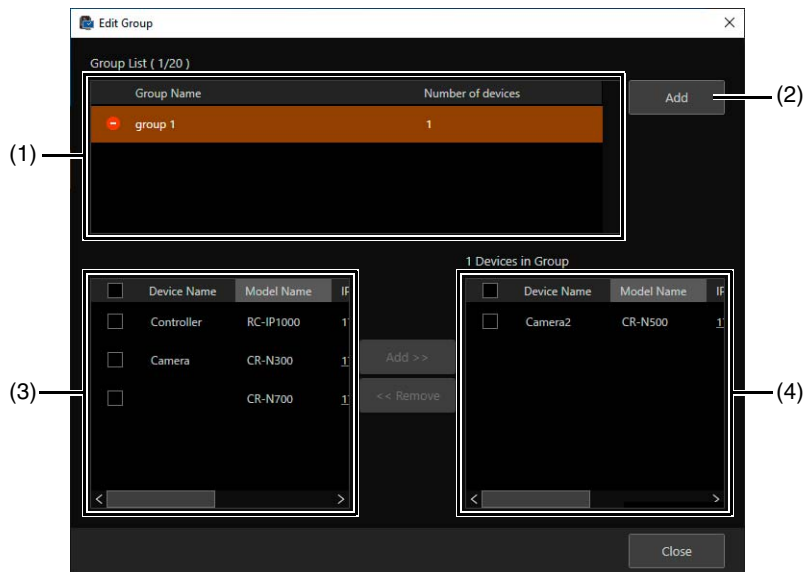 Edit Group
Group List ( 1/20 )
Group Name Number of devices
Add
(2)
group 1 1
(1)
1 Devices in Group
Device Name Model Name
Device Name Model Name
Controller RC-IP1000
Camera2 CR-N500
Camera CR-N300
Add >>
(3)
CR-N700
<< Remove
(4)
Close